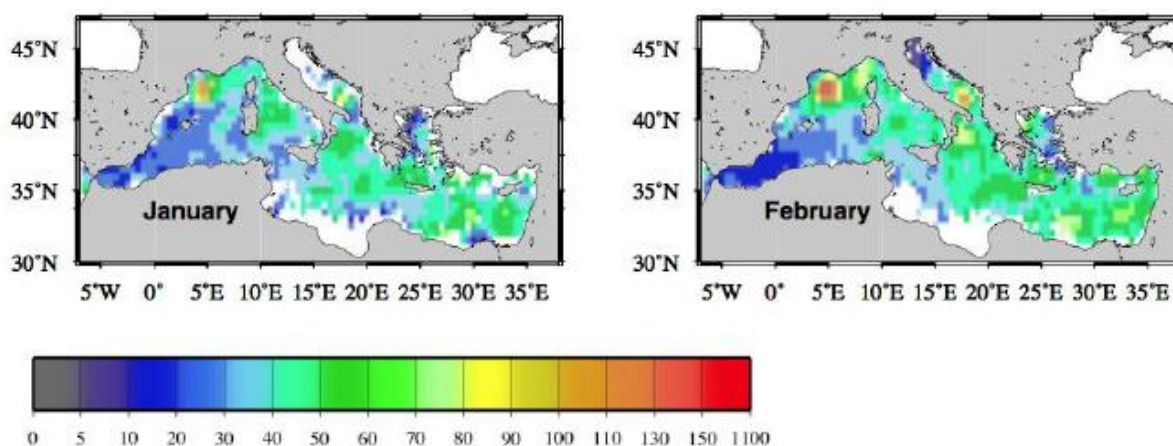 45°N 45°N
40°N 40°N
35°N 35°N
January February
30°N 30°N
5°W 0° 5°E 10°E 15°E 20°E 25°E 30°E 35°E 5°W 0° 5°E 10°E 15°E 20°E 25°E 30°E 35°E
0 5 10 20 30 40 50 60 70 80 90 100 110 130 150 1100